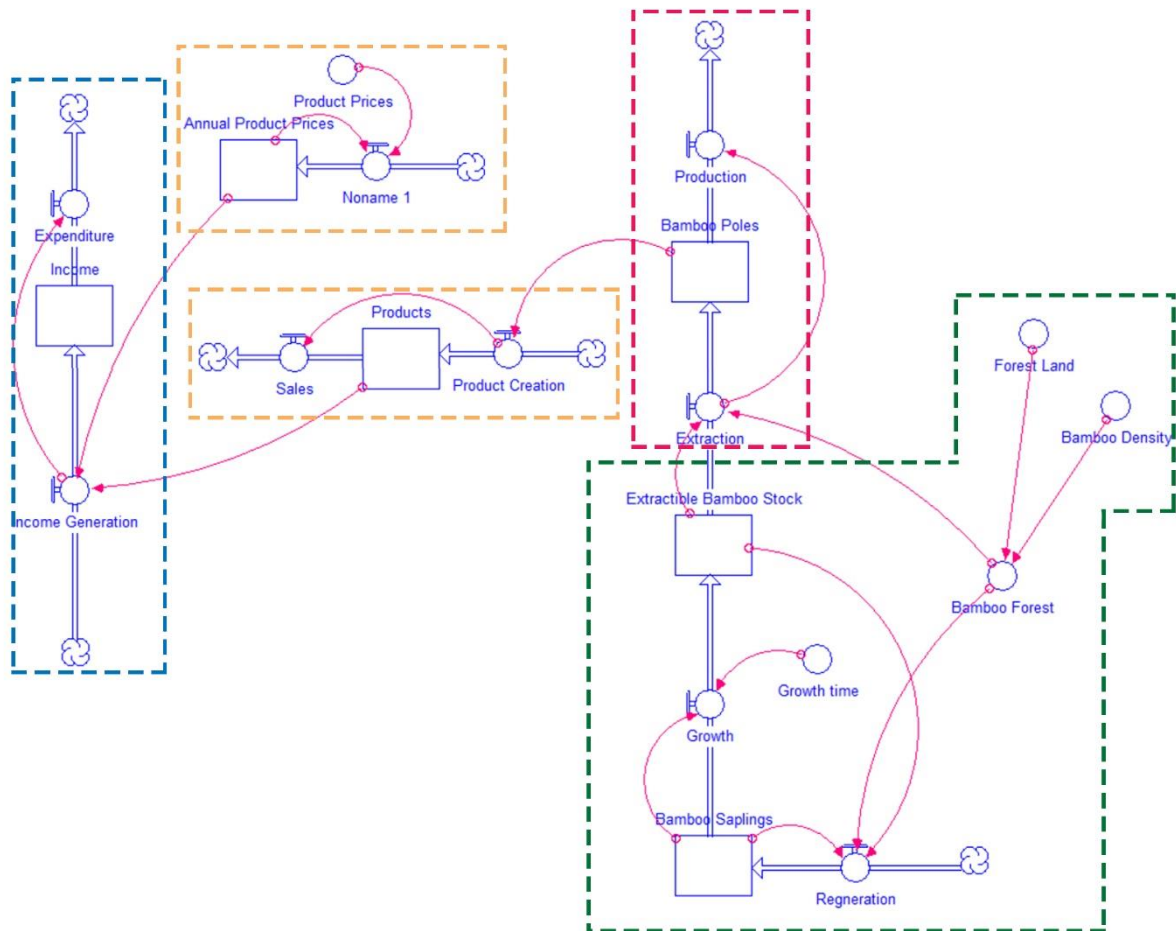 Product Prices
Annual Product Prices
Noname 1
Production
Expenditure
Bamboo Poles
Income
Products
Sales
Product Creation
Forest Land
Extraction
Bamboo Density
Extractible Bamboo Stock
Income Generation
Bamboo Forest
Growth time
Growth
Bamboo Saplings
Regneration